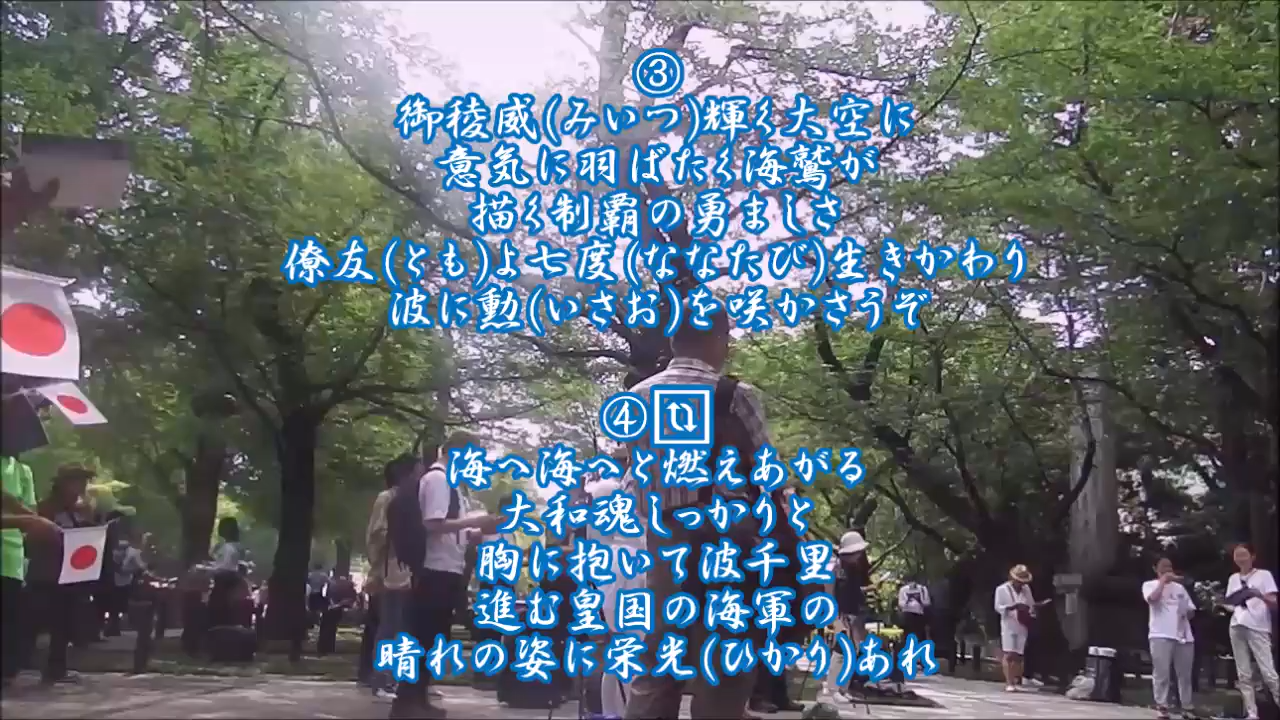 ③
御稜威(みいつ)輝く大空に
意気に羽ばたく海鷲が
描く制覇の勇ましさ
僚友(とも)よ七度(ななたび)生きかわり
波に勲(いさお)を咲かさうぞ
④🔃
海へ海へと燃えあがる
大和魂しっかりと
胸に抱いて波千里
進む皇国の海軍の
晴れの姿に栄光(ひかり)あれ